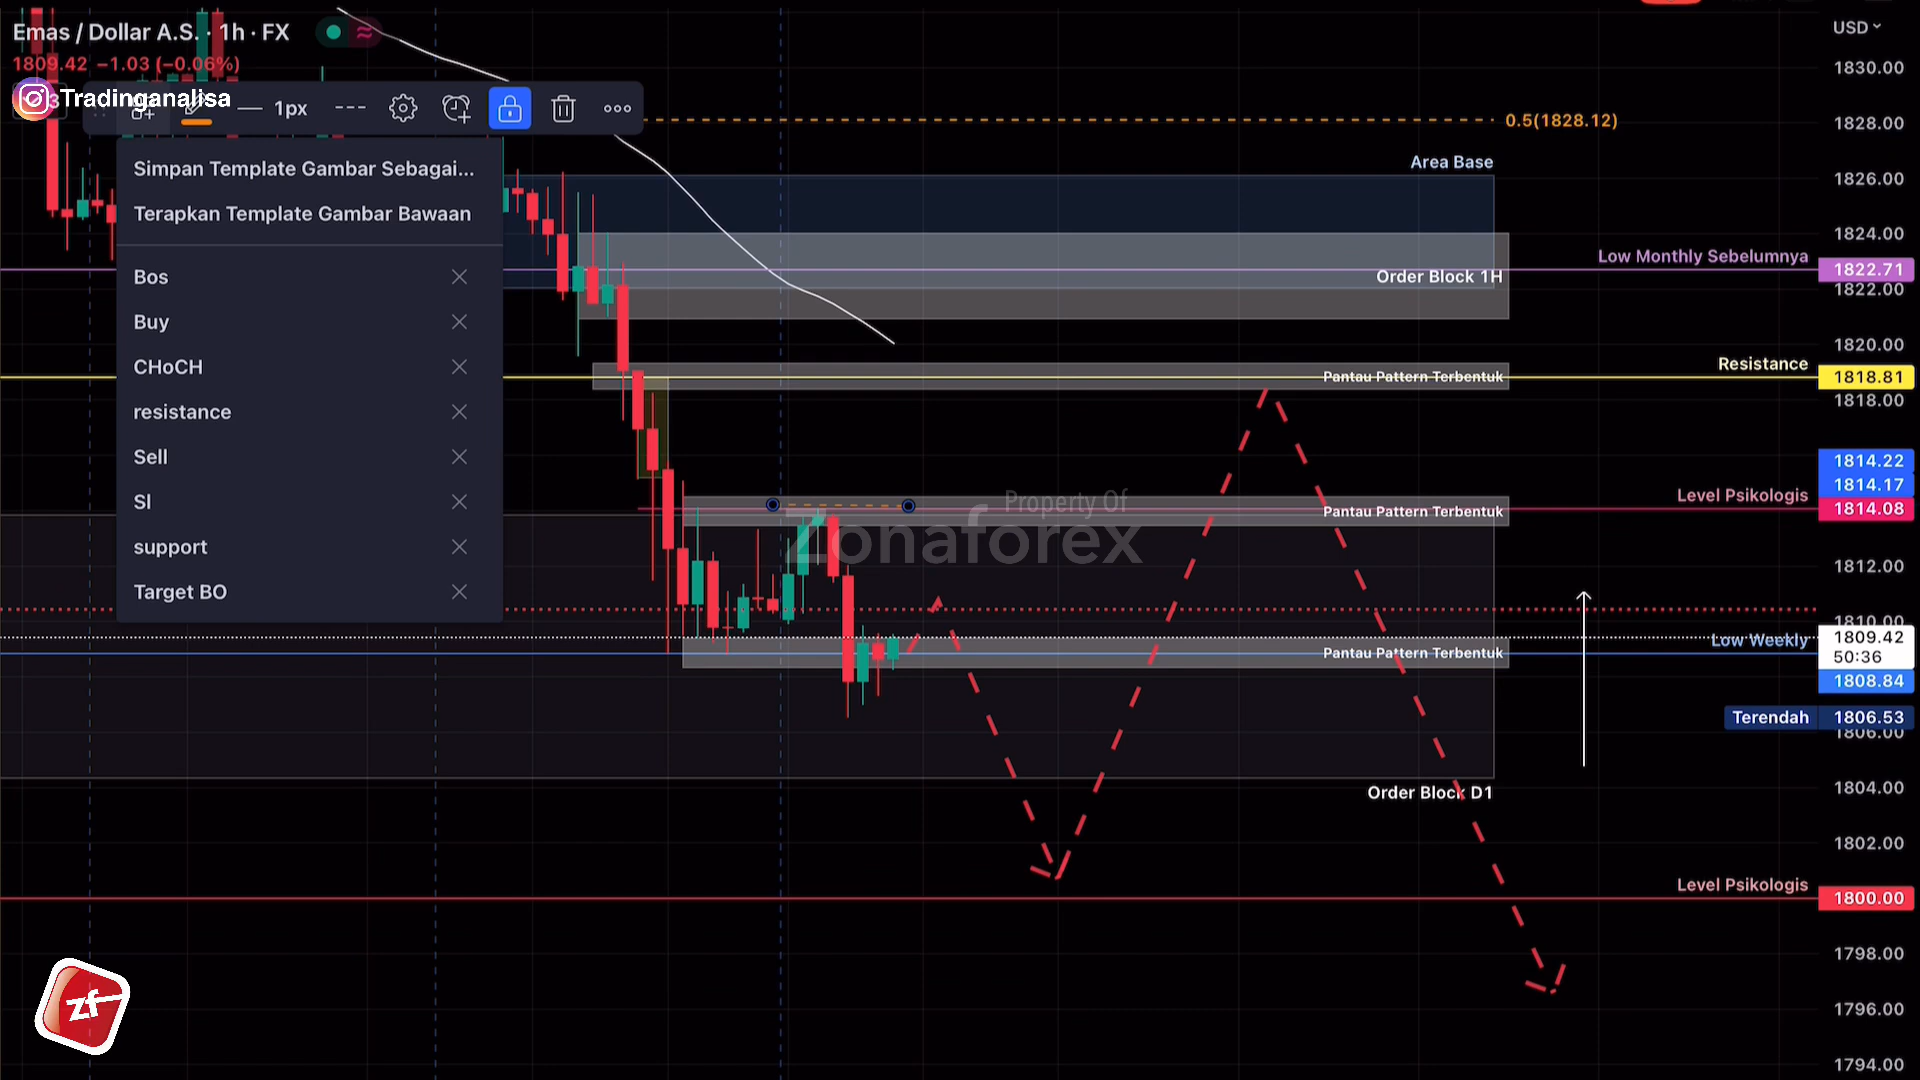 Emas / Dollar A.S. · 1h · FX
1809.42 −1.03 (−0.06%)
Tradinganalisa
1px
Simpan Template Gambar Sebagai...
Terapkan Template Gambar Bawaan
Bos
Buy
CHoCH
resistance
Sell
Sl
support
Target BO
0.5(1828.12)
Area Base
Order Block 1H
Pantau Pattern Terbentuk
Property Of
Zonaforex
Pantau Pattern Terbentuk
Pantau Pattern Terbentuk
Order Block D1
Low Monthly Sebelumnya
Resistance
Level Psikologis
Low Weekly
Terendah
Level Psikologis
USD
1830.00
1828.00
1826.00
1824.00
1822.71
1822.00
1820.00
1818.81
1818.00
1814.22
1814.17
1814.08
1812.00
1810.00
1809.42
50:36
1808.84
1806.53
1806.00
1804.00
1802.00
1800.00
1798.00
1796.00
1794.00
zf